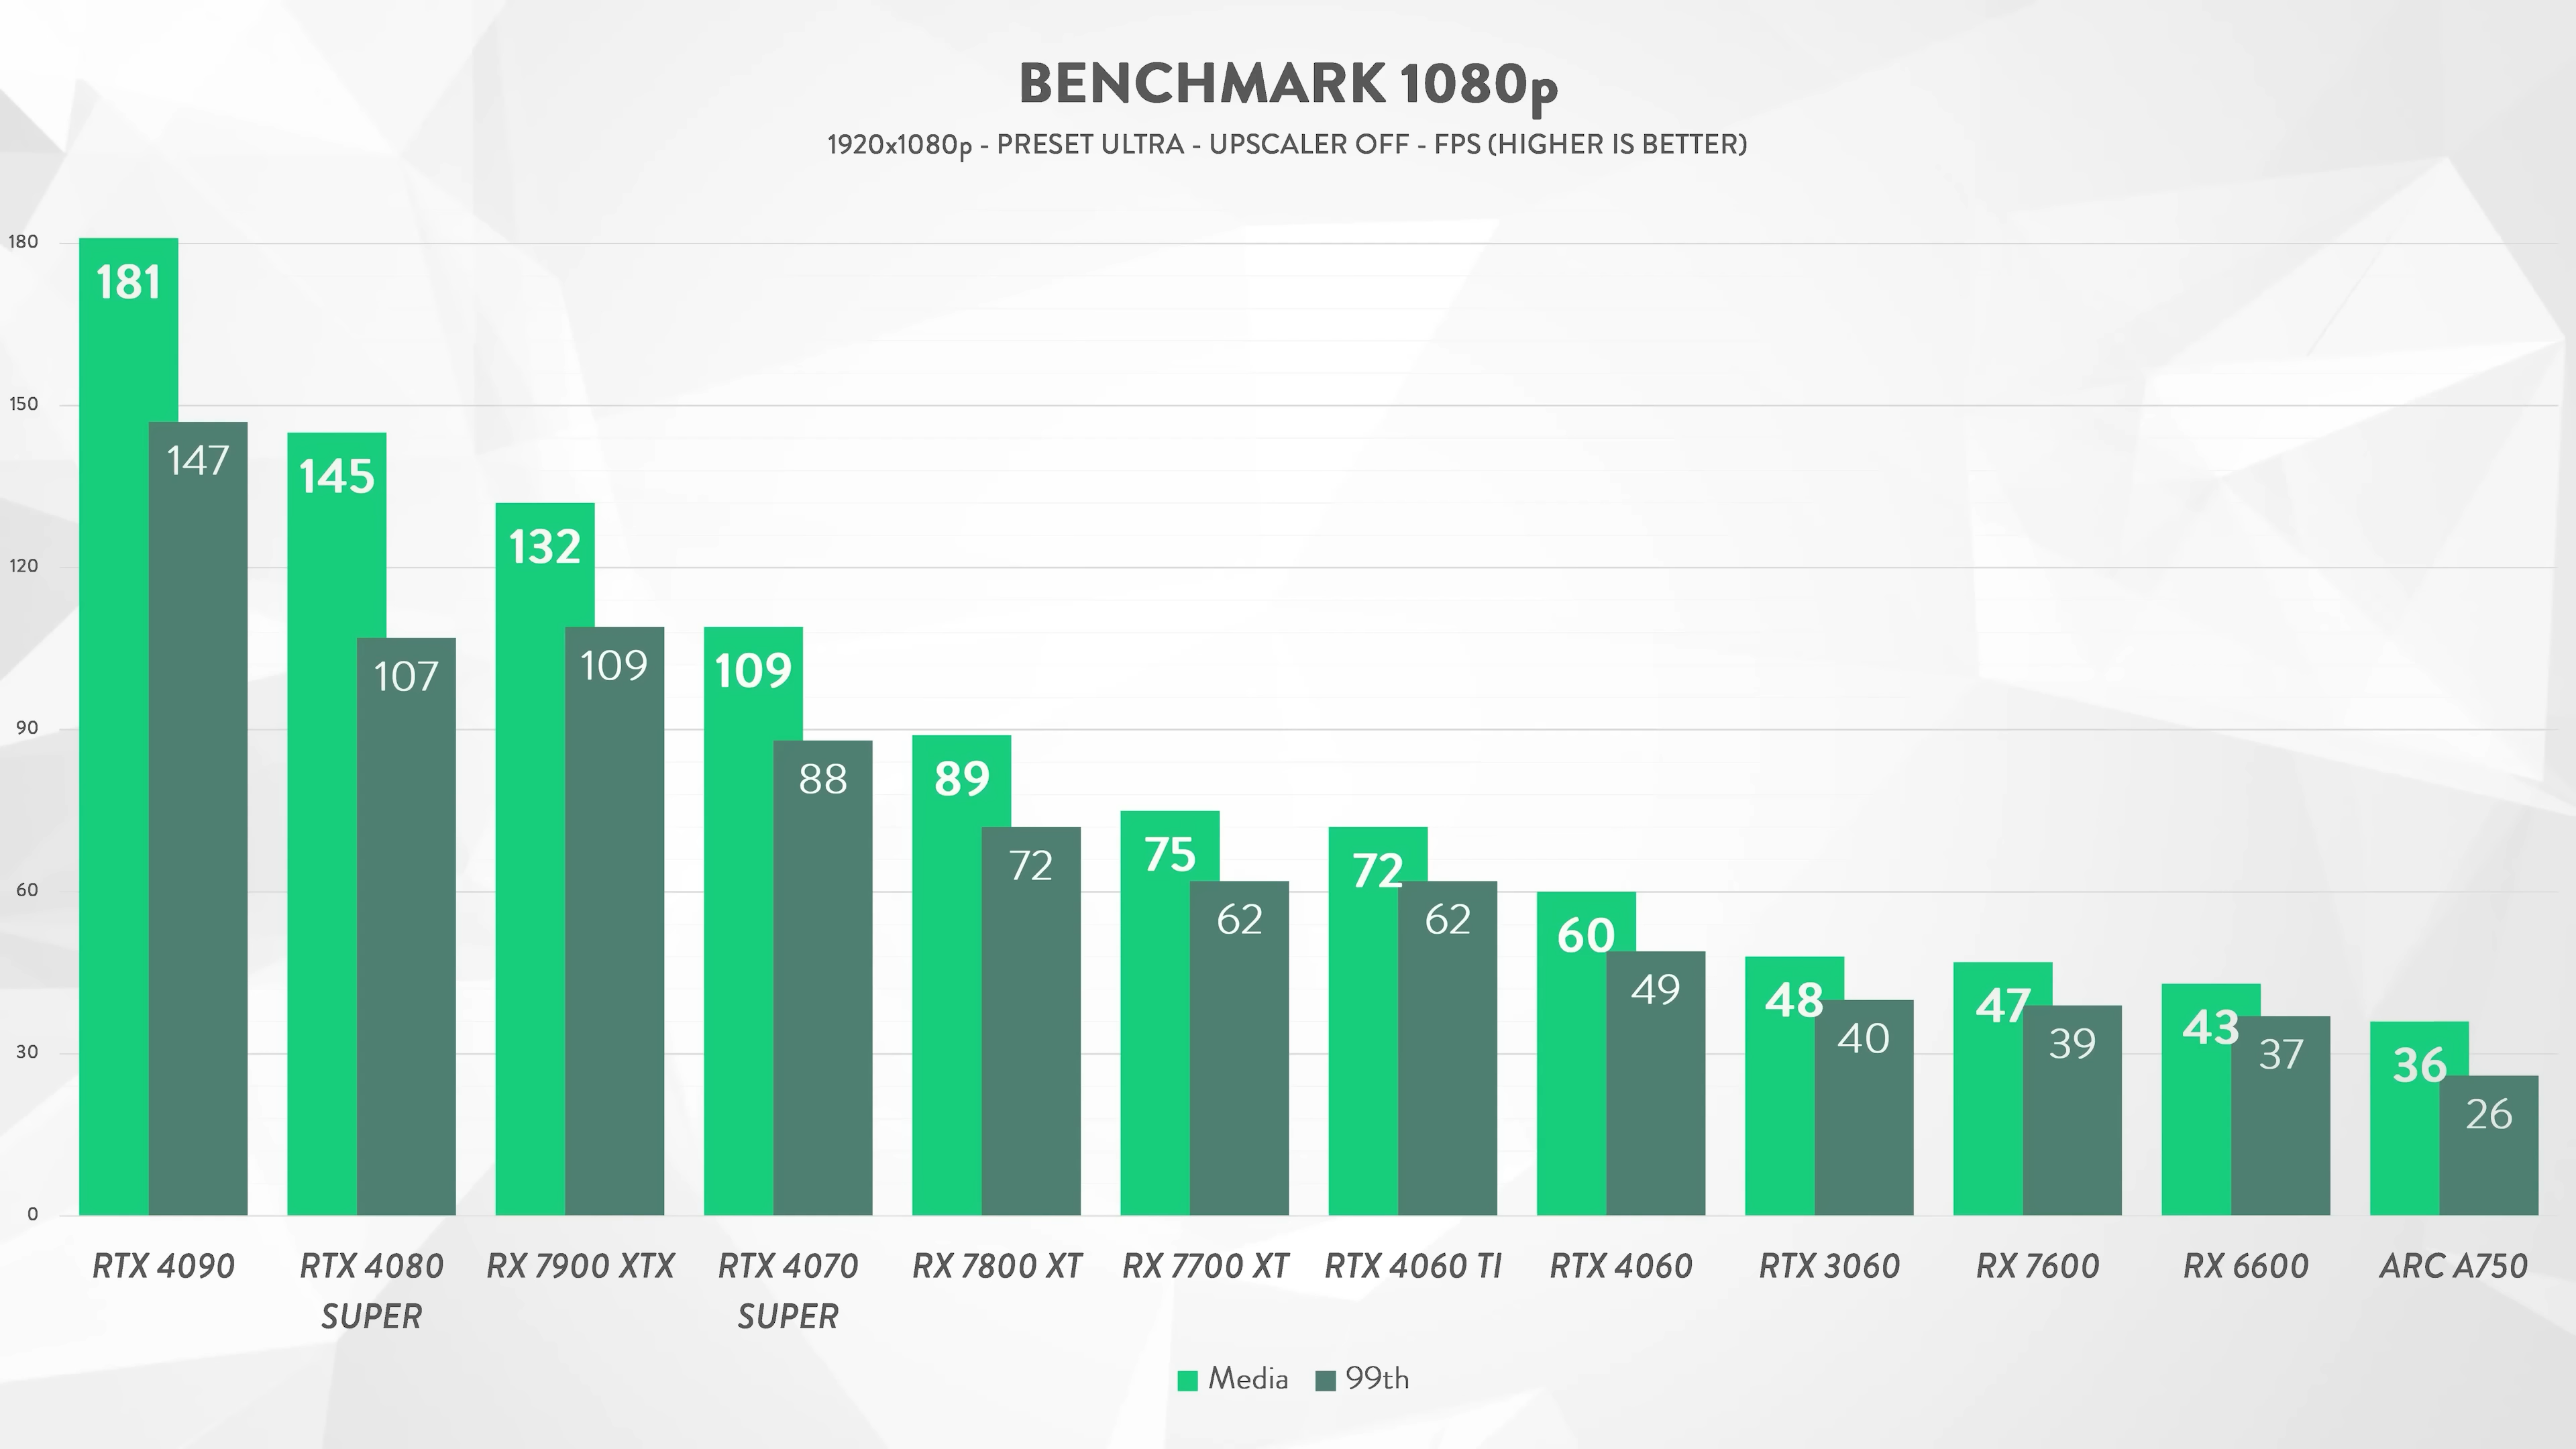 BENCHMARK 1080p
1920x1080p - PRESET ULTRA - UPSCALER OFF - FPS (HIGHER IS BETTER)
180
150
120
90
60
30
0
181
147
145
107
132
109
109
88
89
72
75
62
72
62
60
49
48
40
47
39
43
37
36
26
RTX 4090
RTX 4080
SUPER
RX 7900 XTX
RTX 4070
SUPER
RX 7800 XT
RX 7700 XT
RTX 4060 TI
RTX 4060
RTX 3060
RX 7600
RX 6600
ARC A750
Media
99th